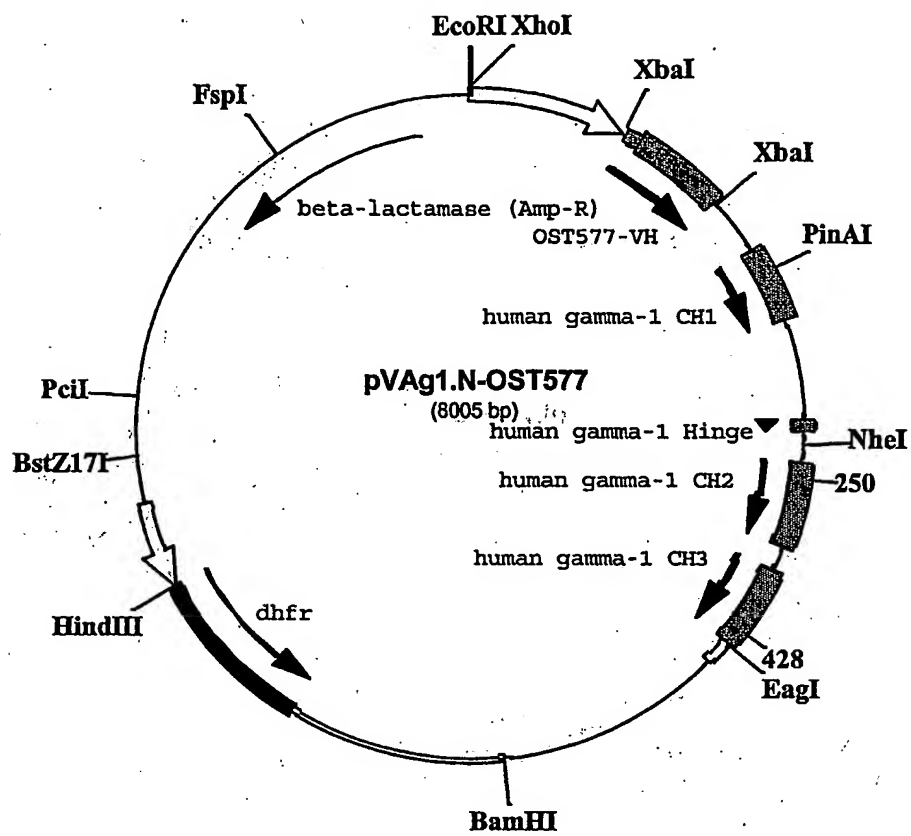 EcoRI XhoI
XbaI
FspI
XbaI
beta-lactamase (Amp-R)
OST577-VH
PinAI
human gamma-1 CH1
pVAg1.N-OST577
(8005 bp)
PciI
human gamma-1 Hinge
NheI
BstZ17I
human gamma-1 CH2
250
human gamma-1 CH3
dhfr
HindIII
428
EagI
BamHI